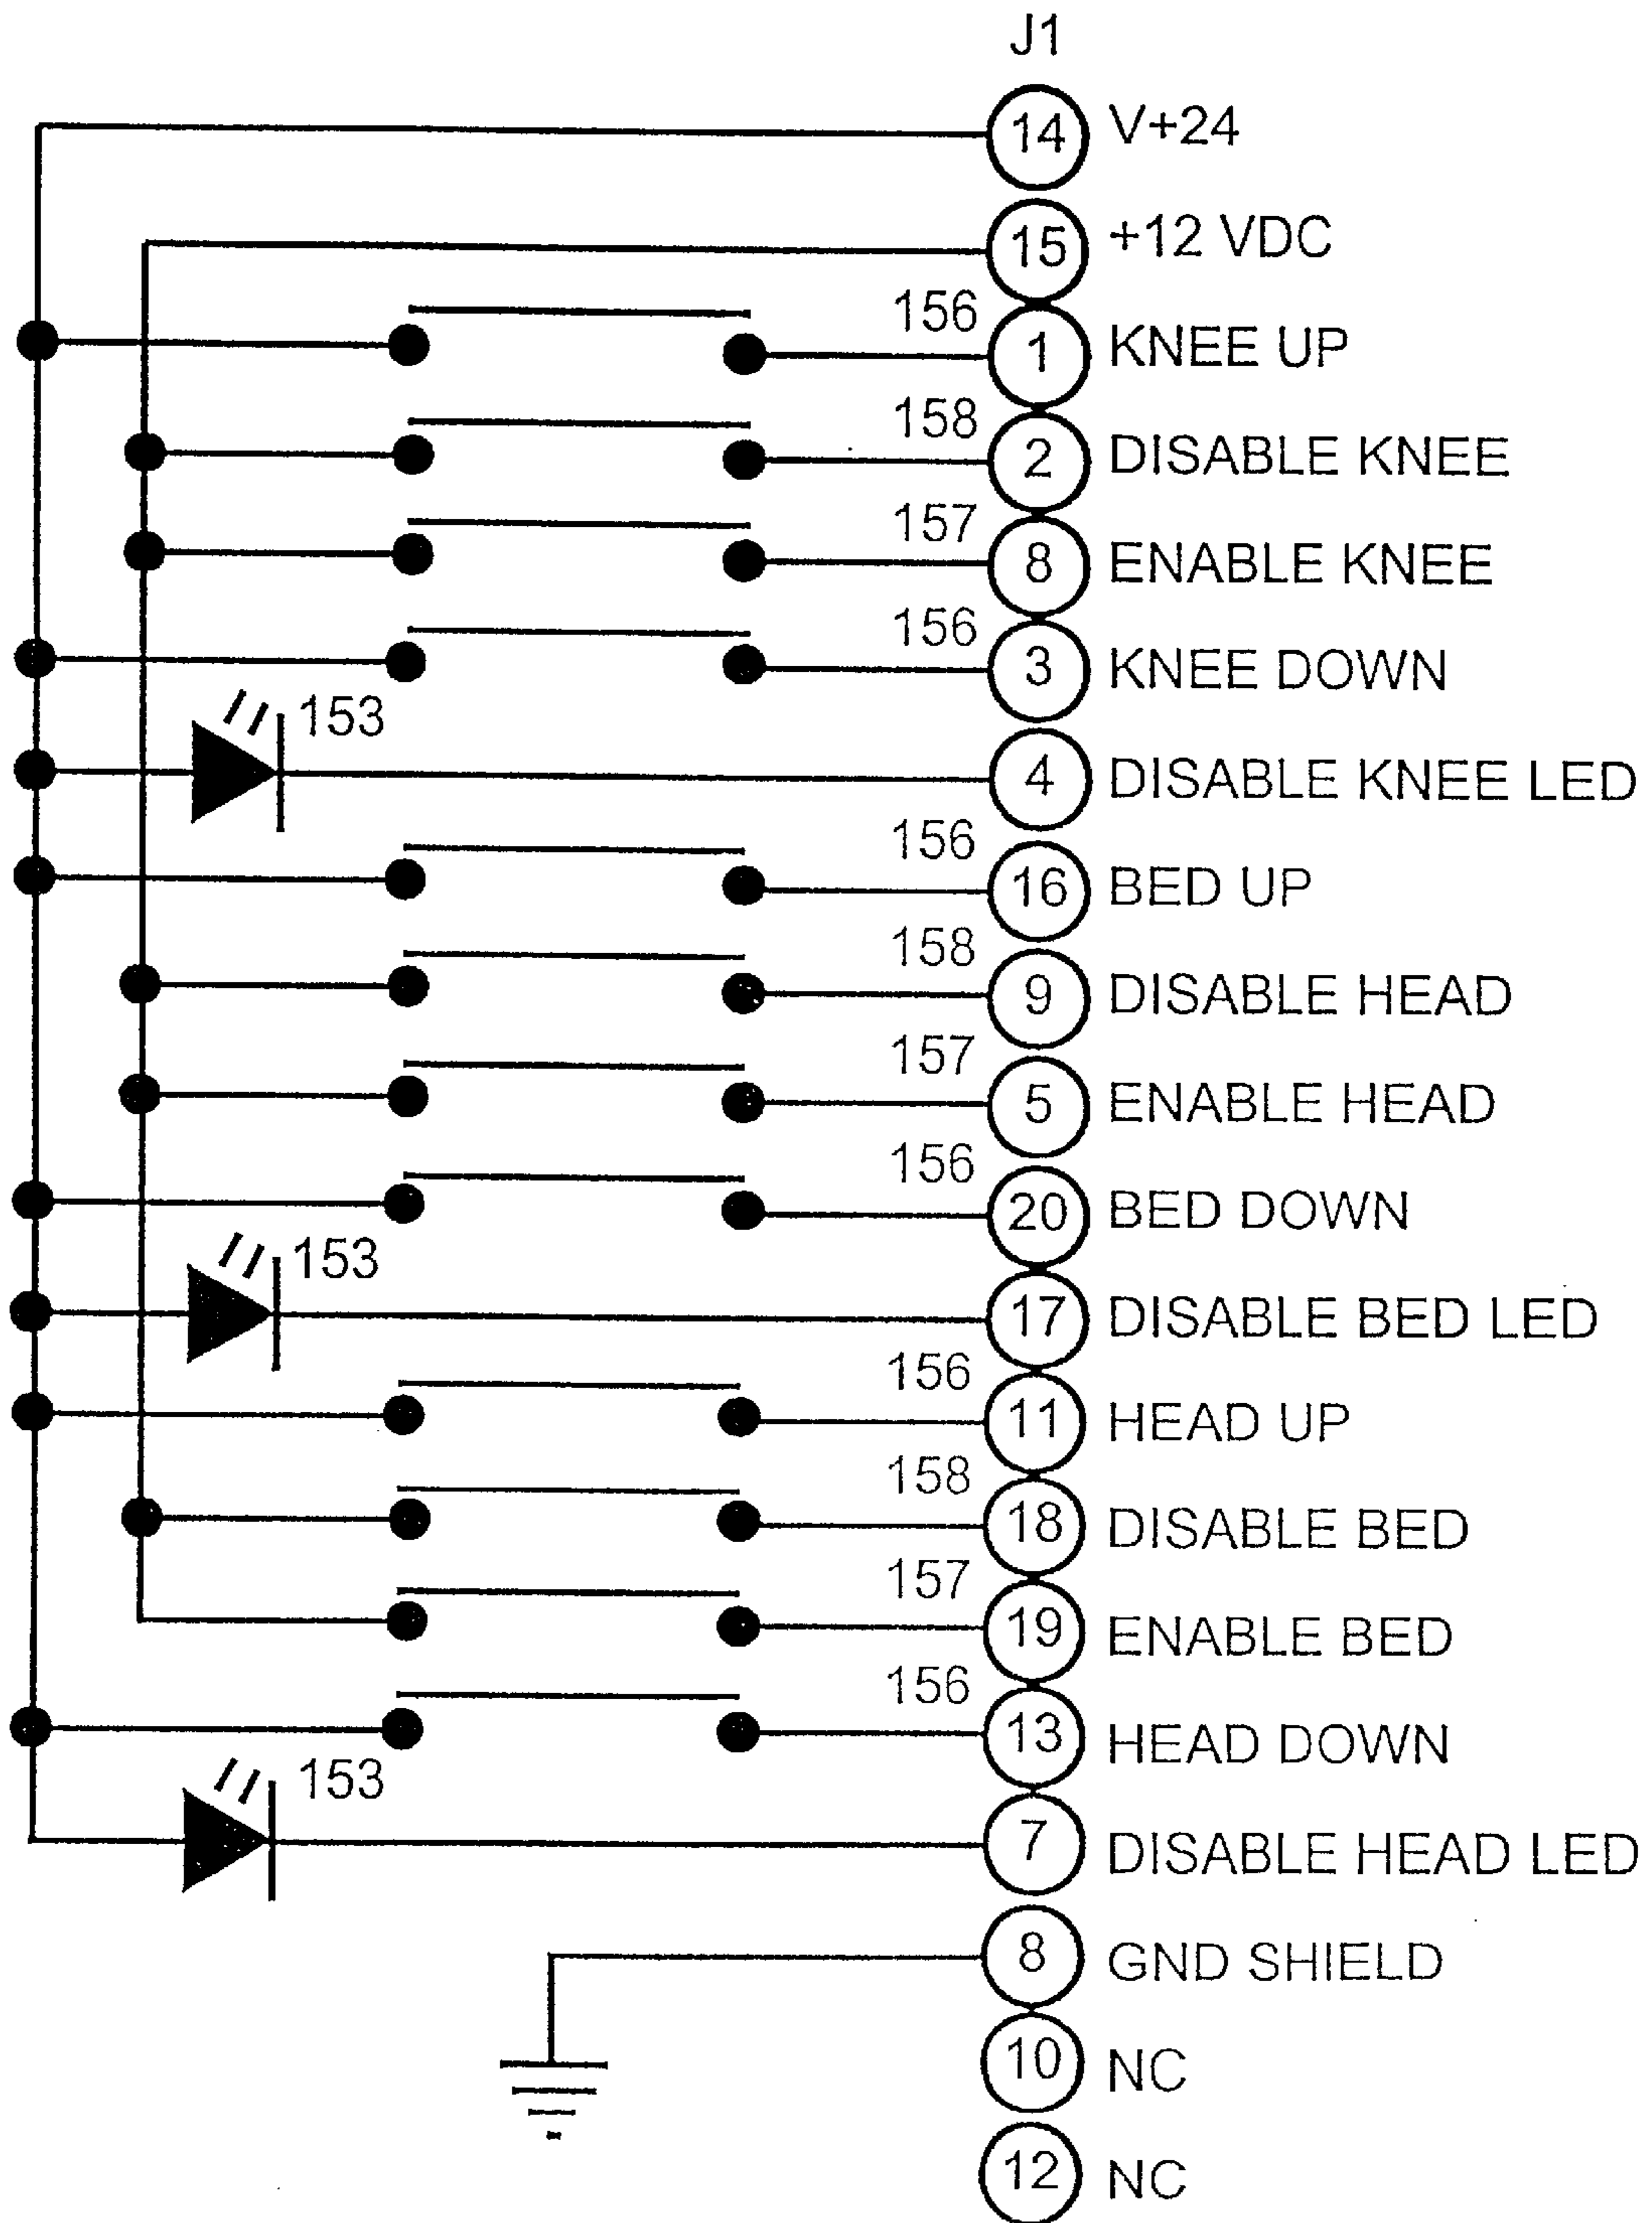 J1
14 V+24
15 +12 VDC
156 1 KNEE UP
158 2 DISABLE KNEE
157 8 ENABLE KNEE
156 3 KNEE DOWN
153 4 DISABLE KNEE LED
156 16 BED UP
158 9 DISABLE HEAD
157 5 ENABLE HEAD
156 20 BED DOWN
153 17 DISABLE BED LED
156 11 HEAD UP
158 18 DISABLE BED
157 19 ENABLE BED
156 13 HEAD DOWN
153 7 DISABLE HEAD LED
8 GND SHIELD
10 NC
12 NC